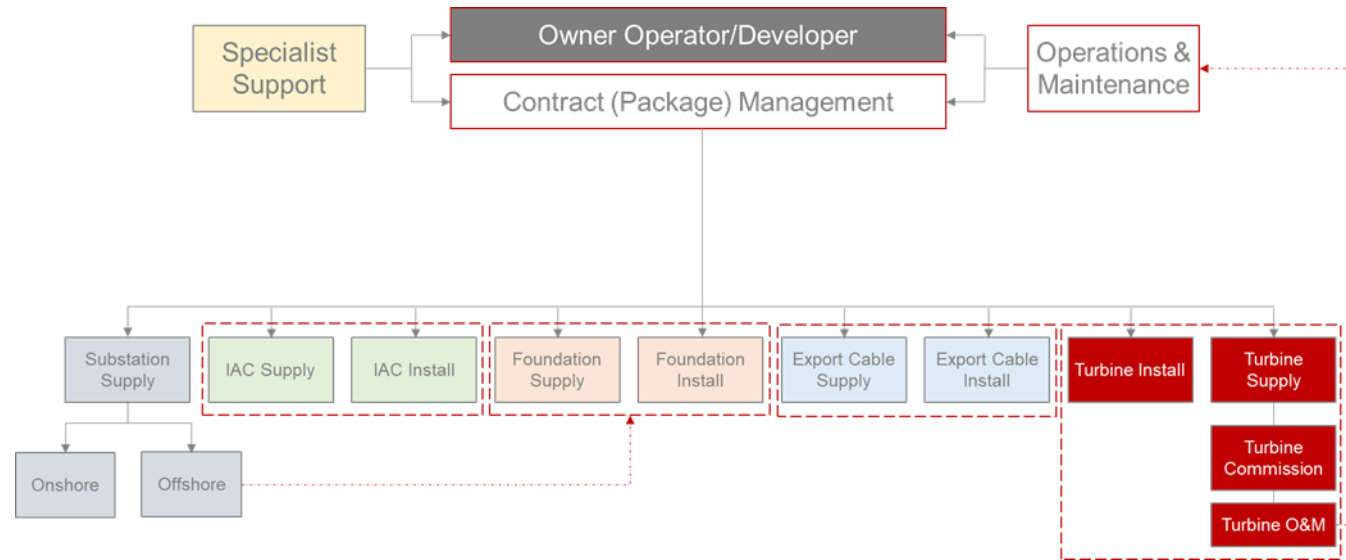 Specialist
Support
Owner Operator/Developer
Contract (Package) Management
Operations &
Maintenance
Substation
Supply
IAC Supply
IAC Install
Foundation
Supply
Foundation
Install
Export Cable
Supply
Export Cable
Install
Turbine Install
Turbine
Supply
Onshore
Offshore
Turbine
Commission
Turbine O&M